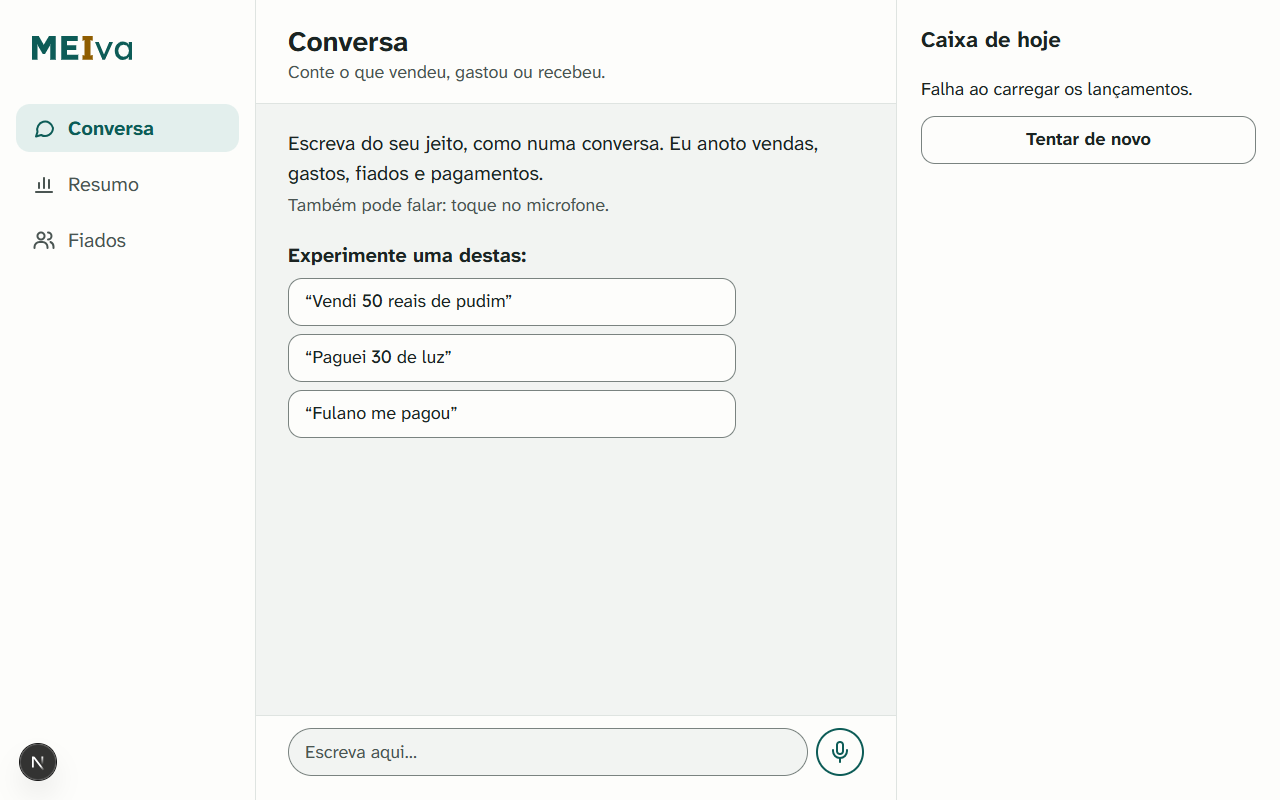 MEIva
Conversa
Resumo
Fiados
N
Conversa
Conte o que vendeu, gastou ou recebeu.
Escreva do seu jeito, como numa conversa. Eu anoto vendas,
gastos, fiados e pagamentos.
Também pode falar: toque no microfone.
Experimente uma destas:
“Vendi 50 reais de pudim”
“Paguei 30 de luz”
“Fulano me pagou”
Escreva aqui...
Caixa de hoje
Falha ao carregar os lançamentos.
Tentar de novo